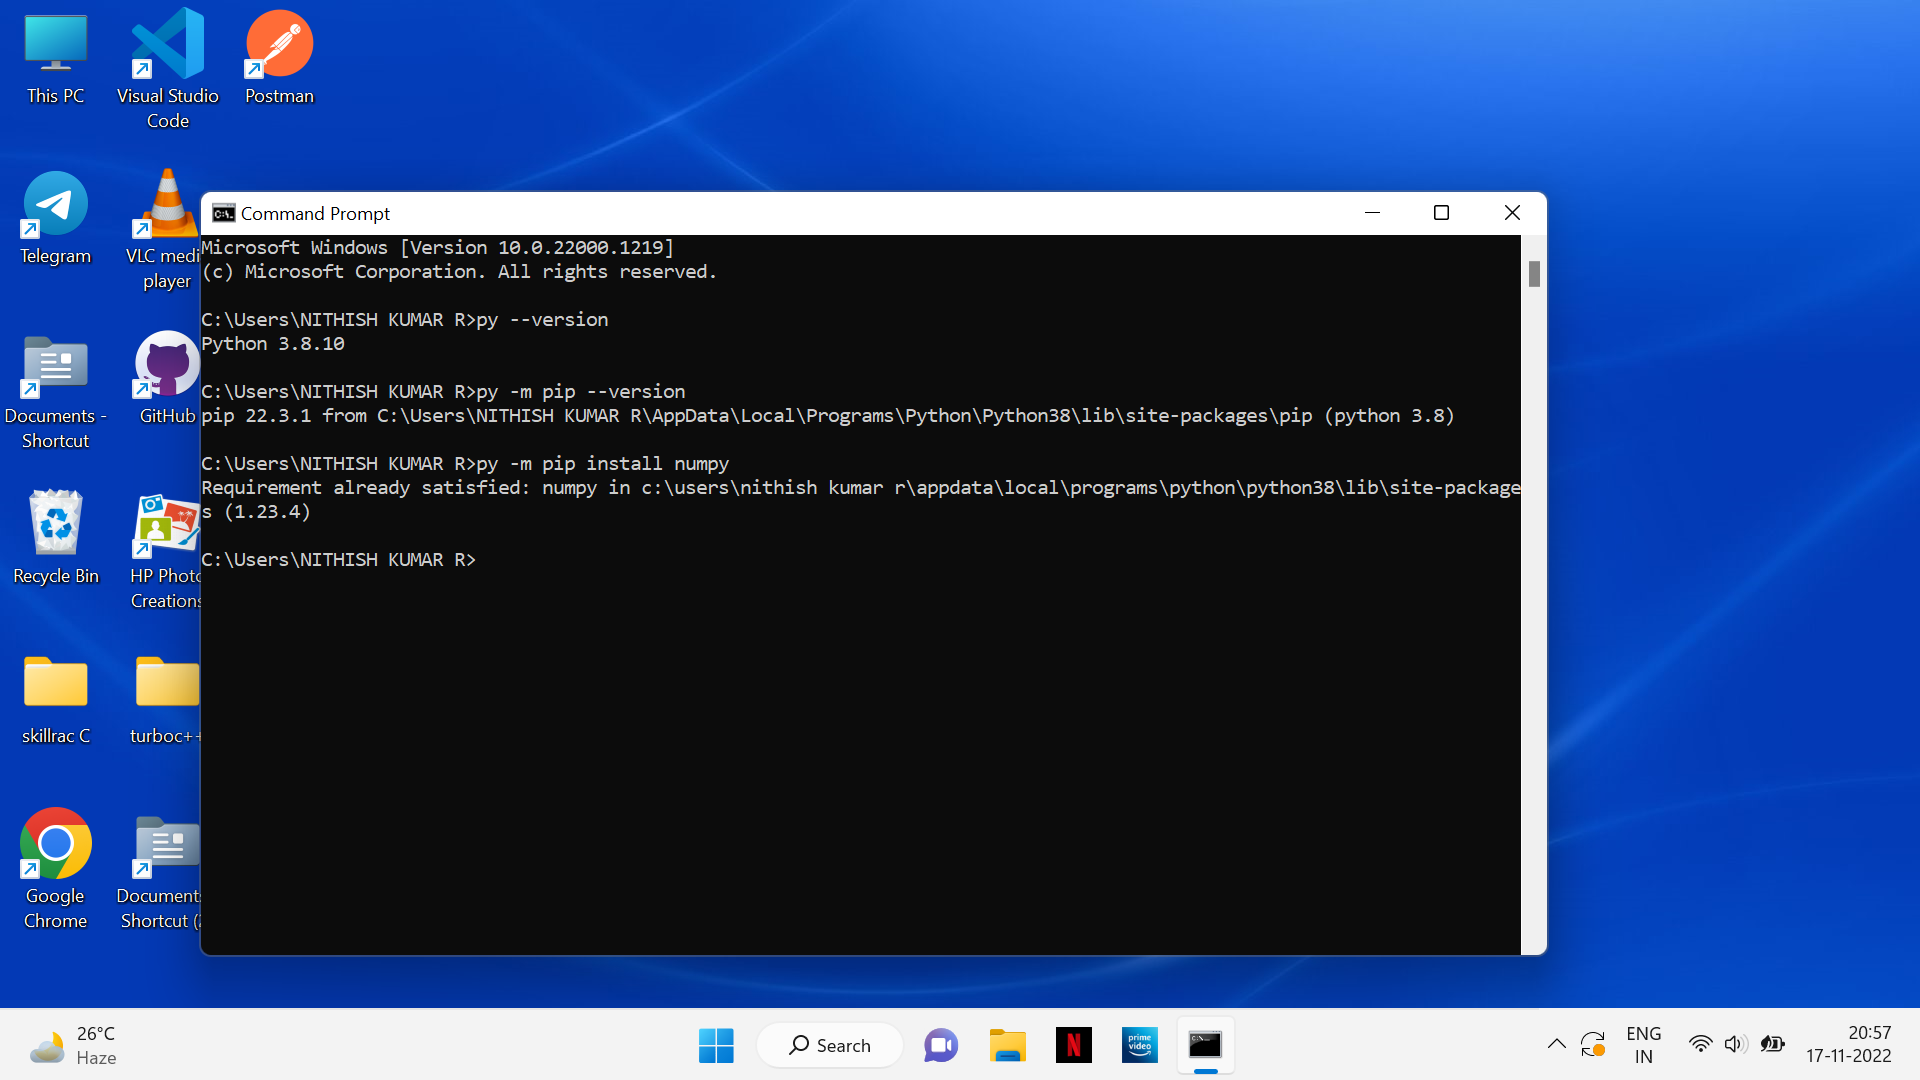 This PC
Visual Studio
Code
Postman
Telegram
VLC medi
player
Documents -
Shortcut
GitHub
Recycle Bin
HP Photo
Creations
skillrac C
turboc++
Google
Chrome
Documents
Shortcut (2
Command Prompt
Microsoft Windows [Version 10.0.22000.1219]
(c) Microsoft Corporation. All rights reserved.
C:\Users\NITHISH KUMAR R>py --version
Python 3.8.10
C:\Users\NITHISH KUMAR R>py -m pip --version
pip 22.3.1 from C:\Users\NITHISH KUMAR R\AppData\Local\Programs\Python\Python38\lib\site-packages\pip (python 3.8)
C:\Users\NITHISH KUMAR R>py -m pip install numpy
Requirement already satisfied: numpy in c:\users\nithish kumar r\appdata\local\programs\python\python38\lib\site-package
s (1.23.4)
C:\Users\NITHISH KUMAR R>
26°C
Haze
Search
N
prime
video
ENG
IN
20:57
17-11-2022